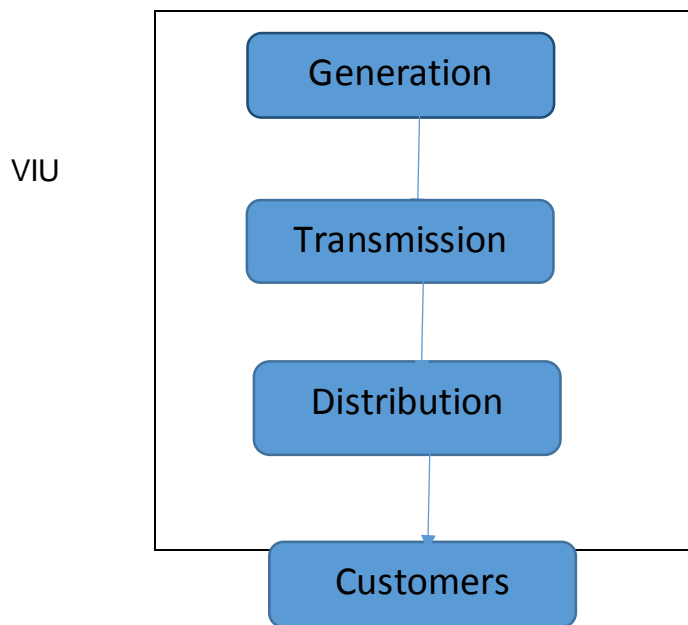 Generation
VIU
Transmission
Distribution
Customers